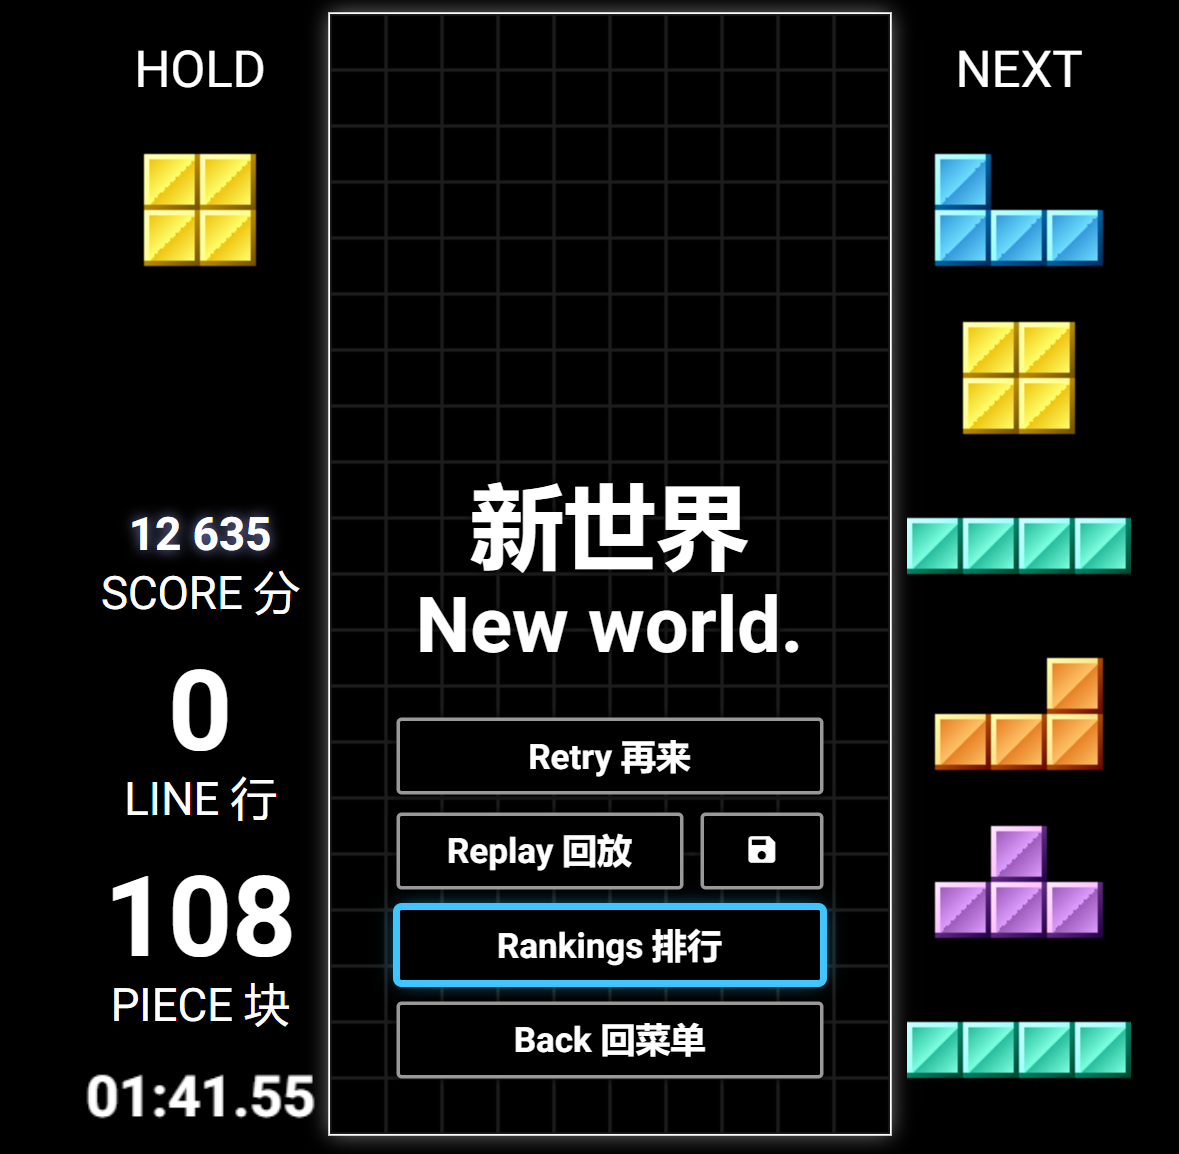 HOLD
12 635
SCORE 分
0
LINE 行
108
PIECE 块
01:41.55
新世界
New world.
Retry 再来
Replay 回放
Rankings 排行
Back 回菜单
NEXT